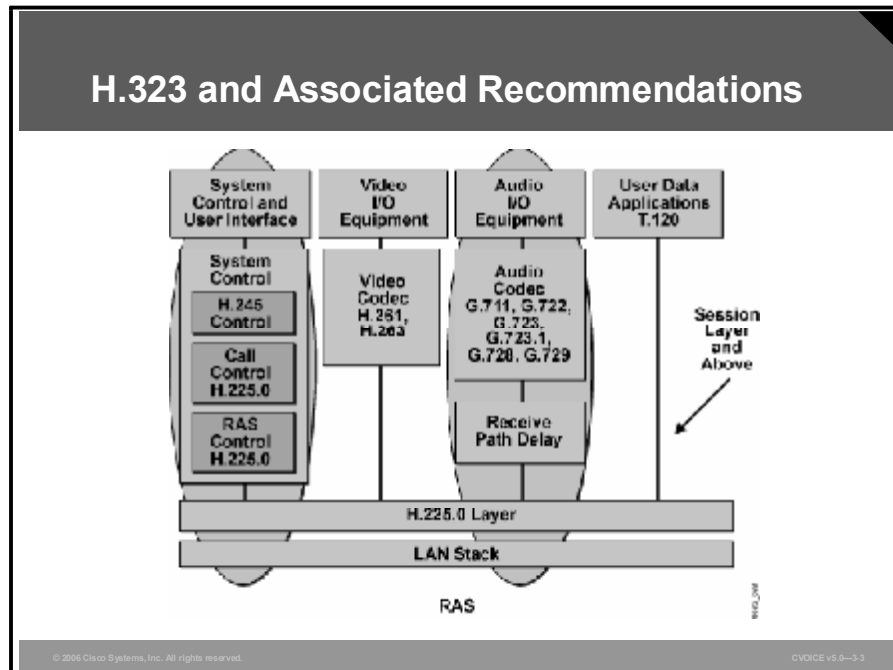 H.323 and Associated Recommendations
System
Control and
User Interface
Video
I/O
Equipment
Audio
I/O
Equipment
User Data
Applications
T.120
System
Control
H.245
Control
Call
Control
H.225.0
RAS
Control
H.225.0
Video
Codec
H.261,
H.263
Audio
Codec
G.711, G.722,
G.723,
G.723.1,
G.728, G.729
Receive
Path Delay
Session
Layer
and
Above
H.225.0 Layer
LAN Stack
RAS
© 2006 Cisco Systems, Inc. All rights reserved.
CVOICE v5.0—3-3